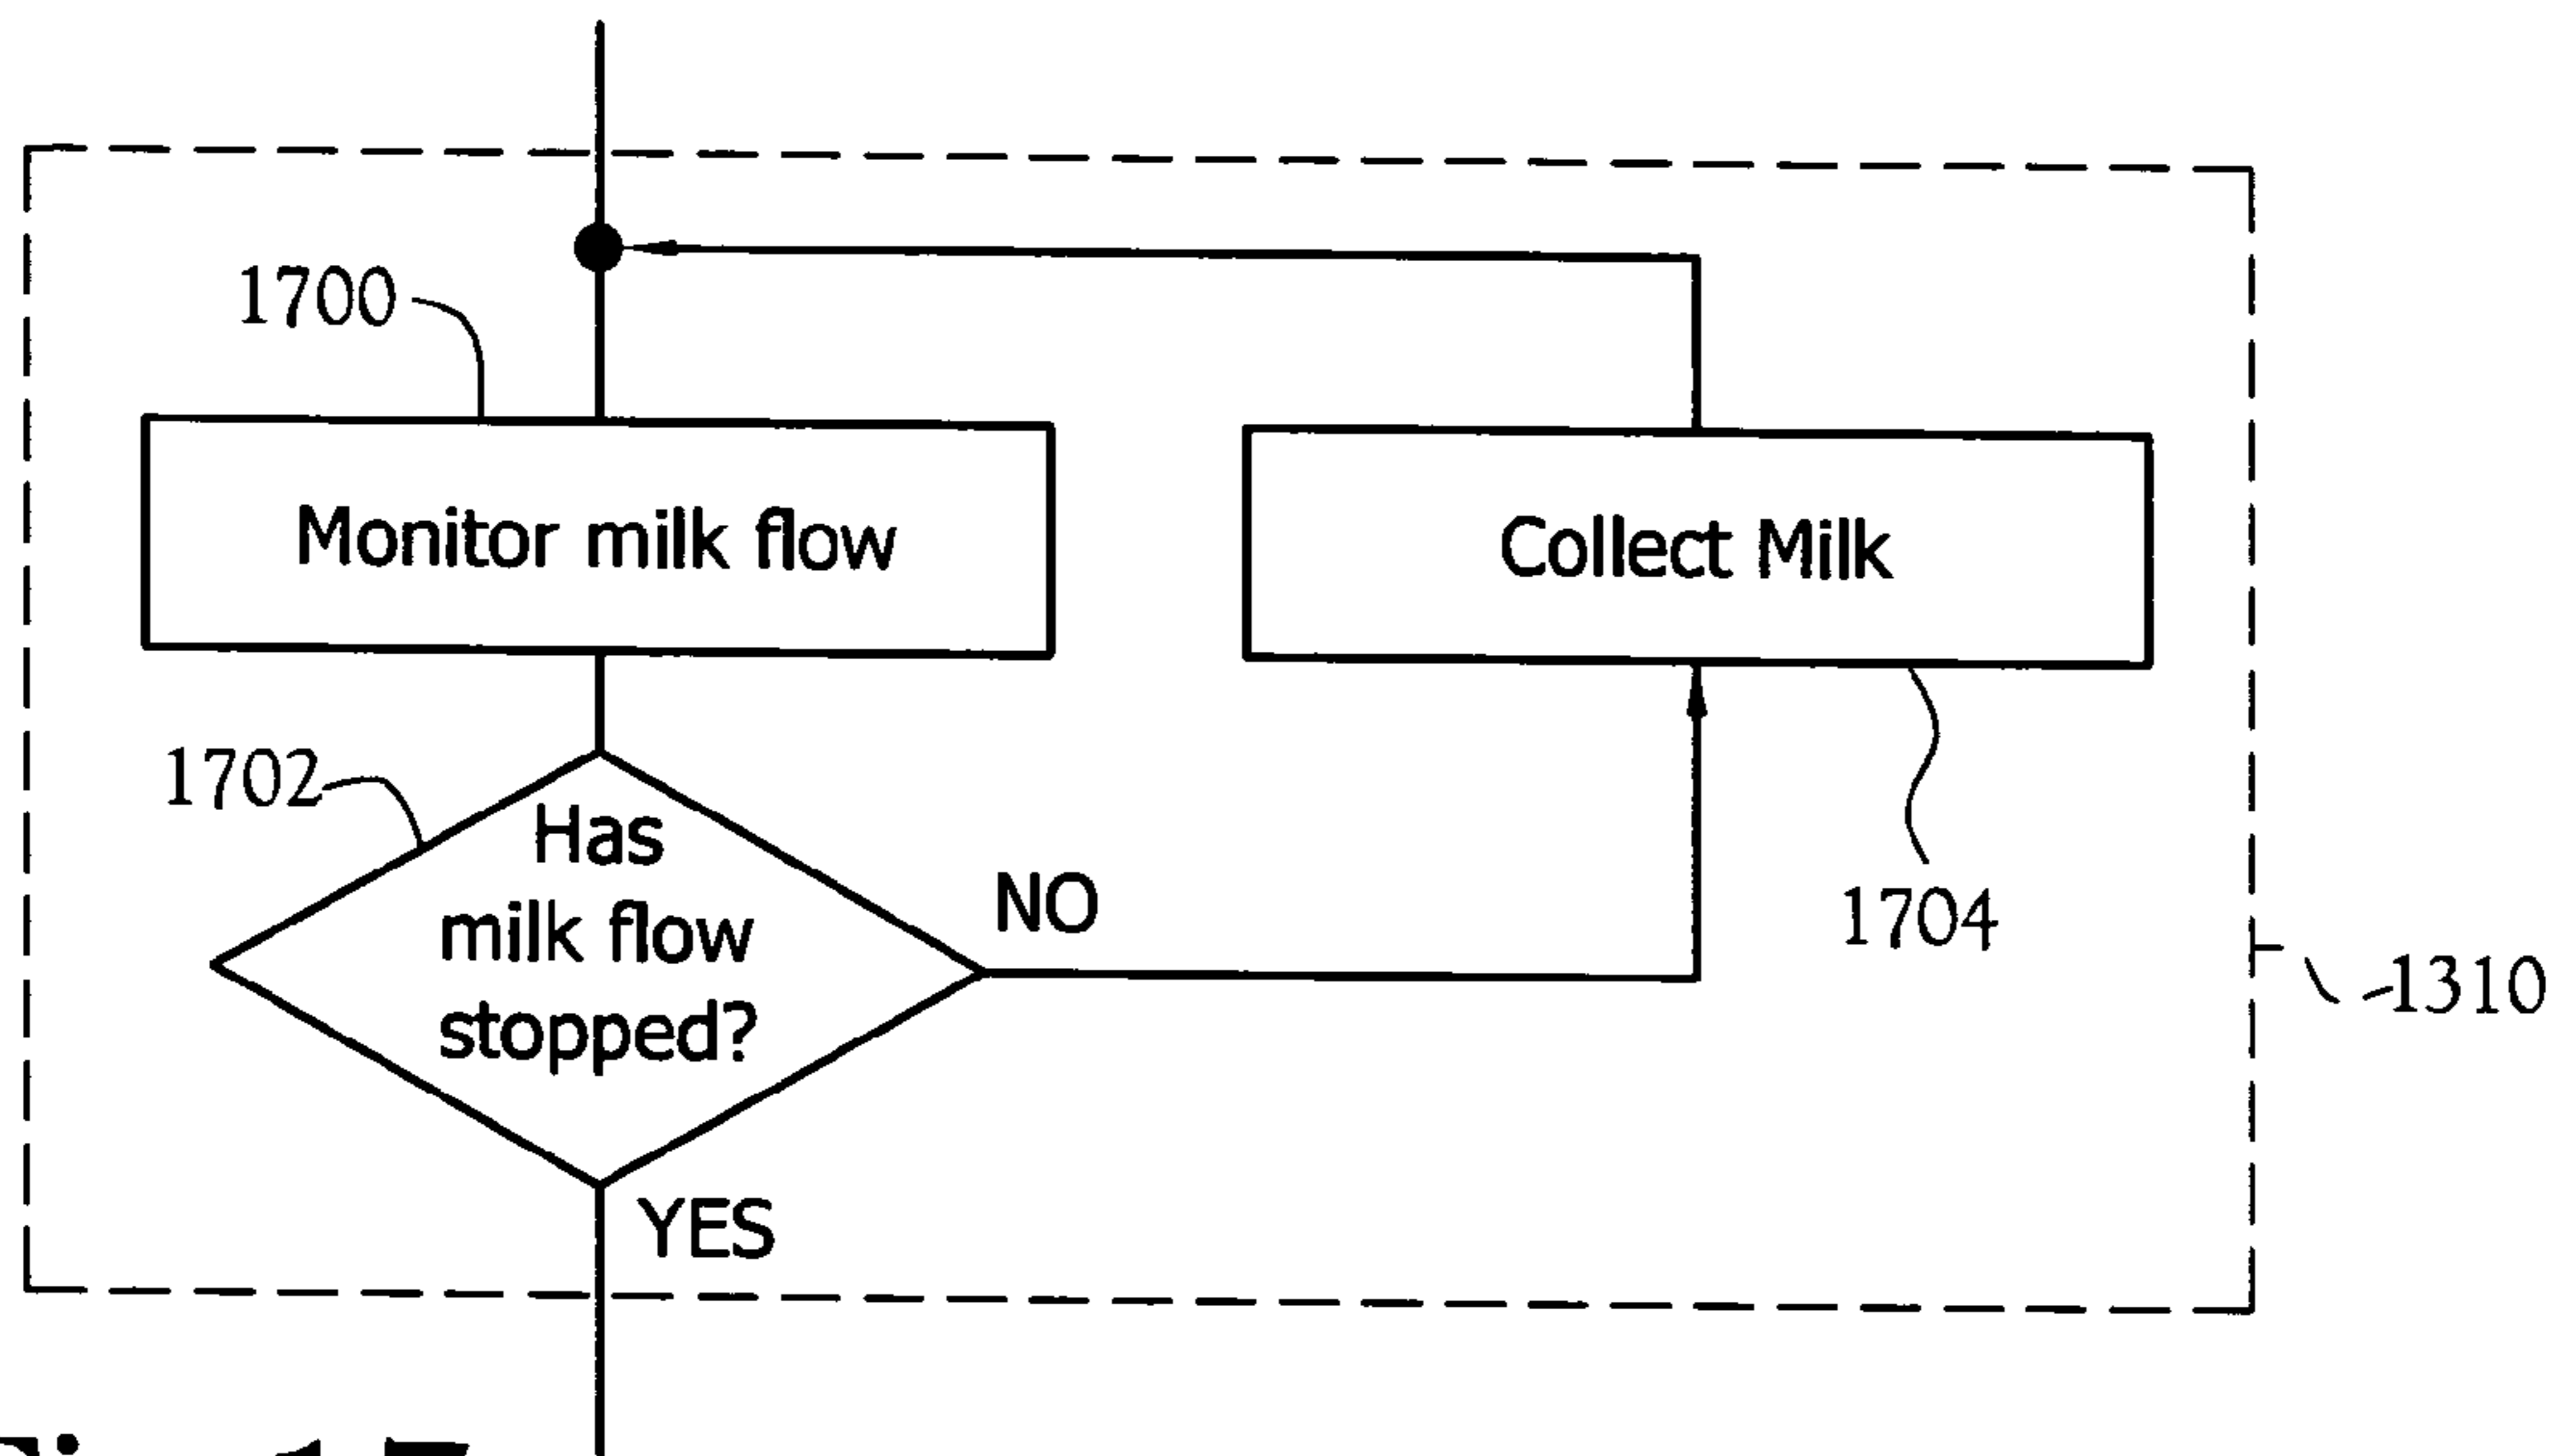 1700
Monitor milk flow
Collect Milk
1702
Has
milk flow
stopped?
NO
1704
1310
YES